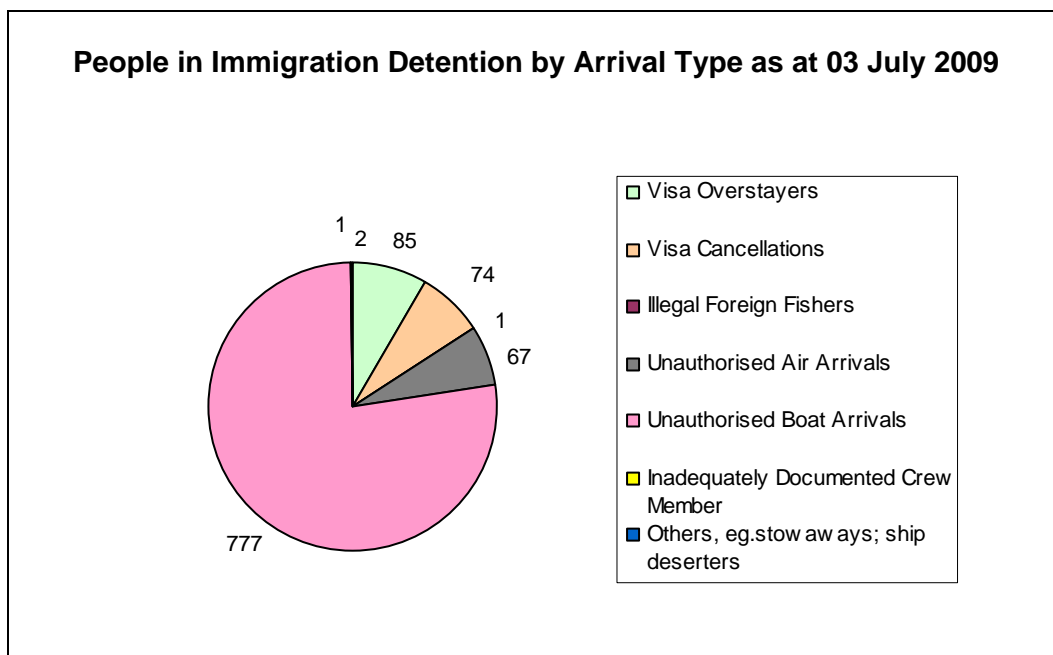 People in Immigration Detention by Arrival Type as at 03 July 2009
1
2
85
74
1
67
777
Visa Overstayers
Visa Cancellations
Illegal Foreign Fishers
Unauthorised Air Arrivals
Unauthorised Boat Arrivals
Inadequately Documented Crew
Member
Others, eg.stow aw ays; ship
deserters